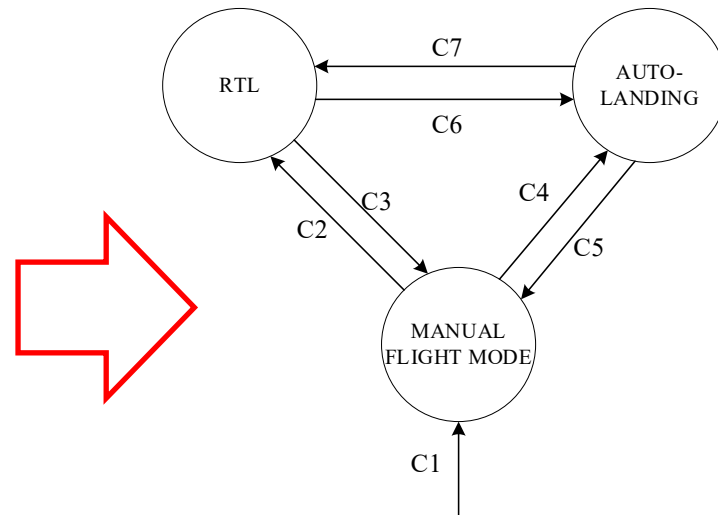 C7
RTL
AUTO-
LANDING
C6
C4
C3
C2
C5
MANUAL
FLIGHT MODE
C1